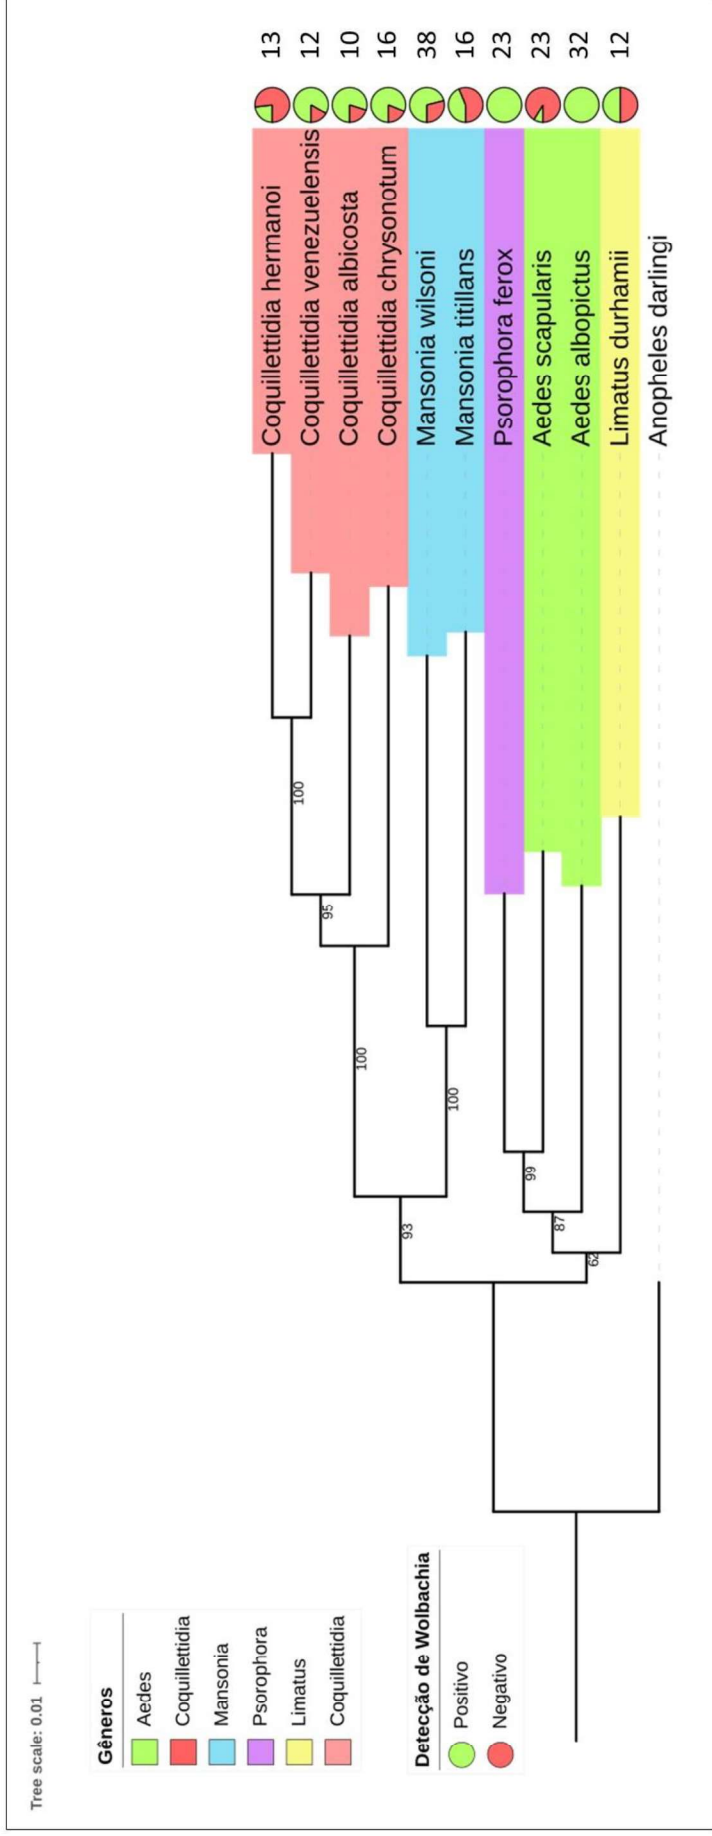 Tree scale: 0.01
Gêneros
Aedes
Coquillettidia
Mansonia
Psorophora
Limatus
Coquillettidia
Detecção de Wolbachia
Positivo
Negativo
100
95
100
100
93
99
87
62
Coquillettidia hermanoi 13
Coquillettidia venezuelensis 12
Coquillettidia albicosta 10
Coquillettidia chrysonotum 16
Mansonia wilsoni 38
Mansonia titillans 16
Psorophora ferox 23
Aedes scapularis 23
Aedes albopictus 32
Limatus durhamii 12
Anopheles darlingi